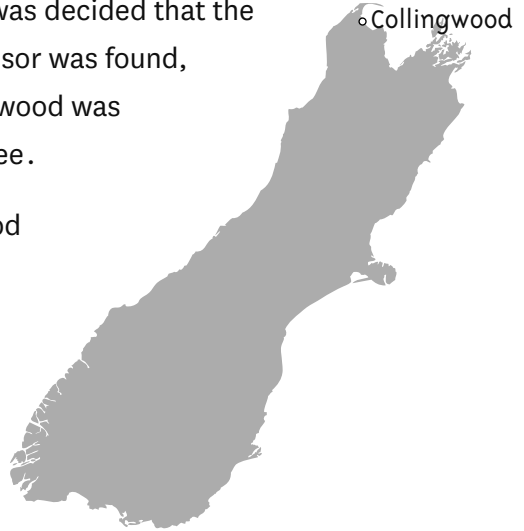 was decided that the
Collingwood
sor was found,
wood was
ee.
od